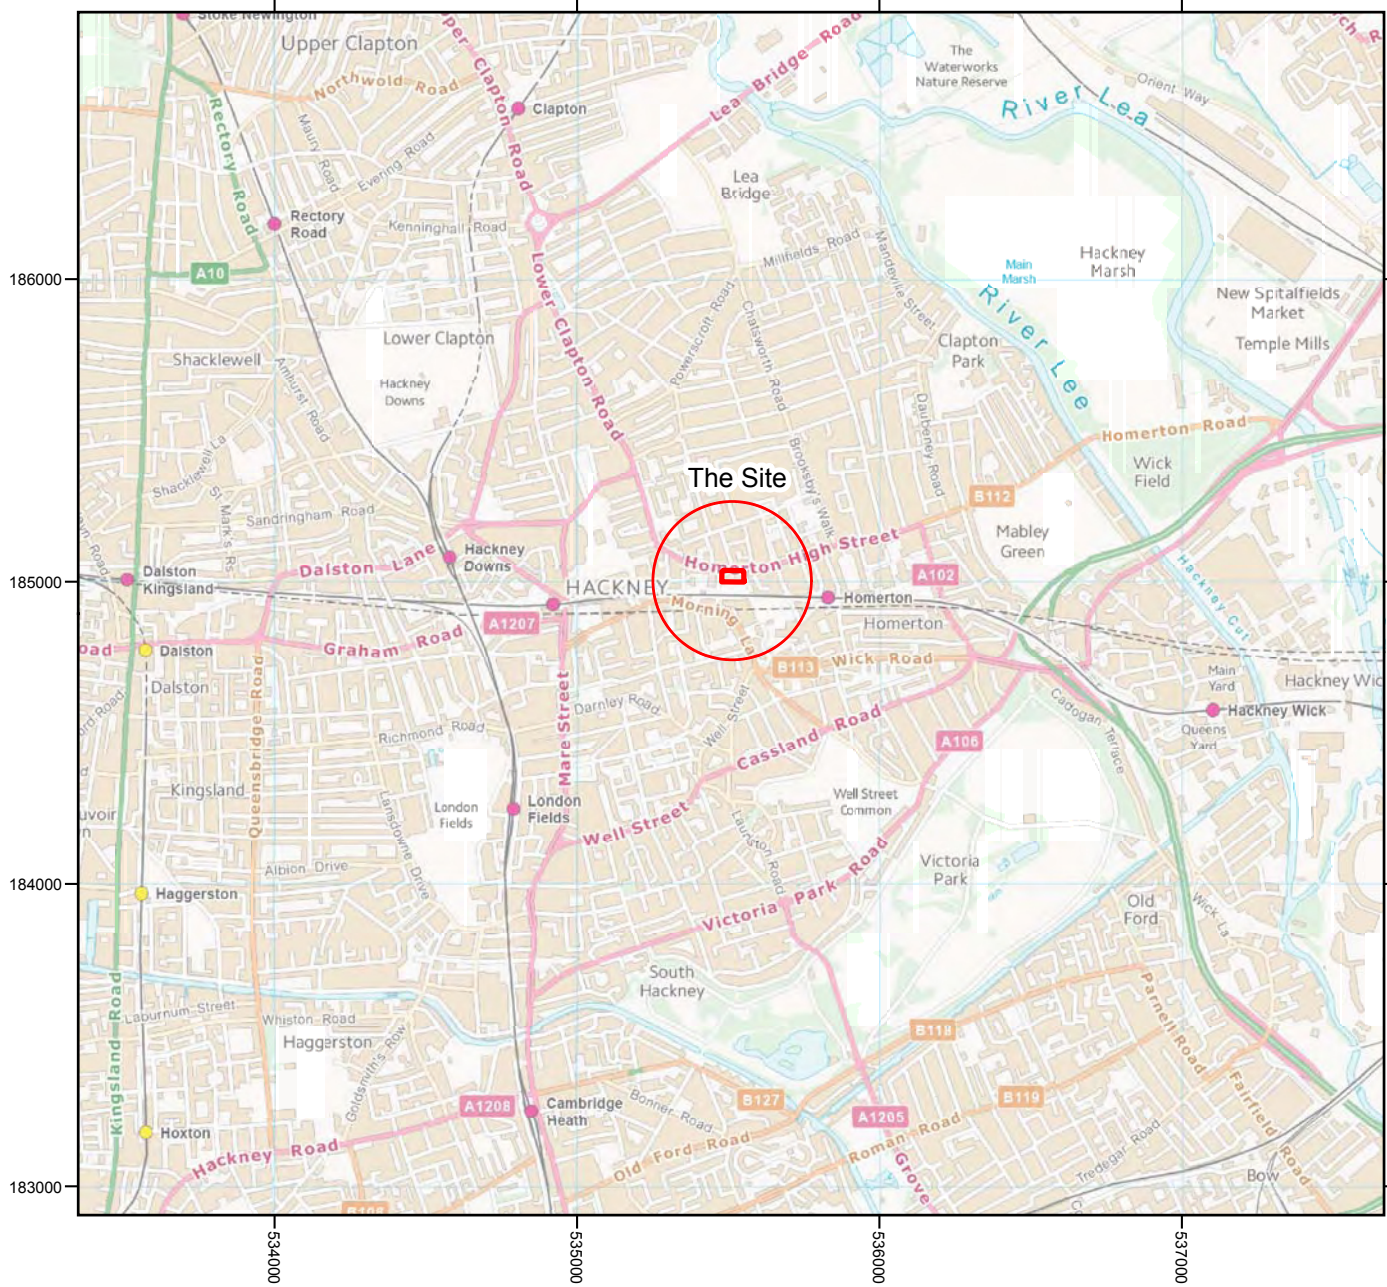 Stoke Newington
Upper Clapton
Upper Clapton Road
Lea Bridge Road
The
Waterworks
Nature Reserve
River Lea
Orient Way
Northwold Road
Clapton
Rectory Road
Maury Road
Evering Road
Lea
Bridge
Rectory
Road
Kenninghall Road
Millfields Road
Mandeville Street
Hackney
Marsh
Main
Marsh
A10
186000
River Lee
New Spitalfields
Market
Temple Mills
Lower Clapton
Lower Clapton Road
Powerscroft Road
Chatsworth Road
Clapton
Park
Shacklewell
Amhurst Road
Hackney
Downs
Daubeney Road
Homerton Road
Brooksby's Walk
Shacklewell La
St Mark's Rs
Wick
Field
The Site
B112
Sandringham Road
Mabley
Green
Homerton High Street
Dalston Lane
Hackney
Downs
Dalston
Kingsland
185000
HACKNEY
A102
Hackney Cut
Homerton
Morning La
A1207
Homerton
Graham Road
Dalston
B113
Wick Road
Dalston
Main
Yard
Hackney Wic
Queensbridge Road
Mare Street
Darnley Road
Well Street
Cadogan Terrace
Hackney Wick
Queens
Yard
Richmond Road
Cassland Road
A106
Kingsland
Lansdowne Drive
London
Fields
London
Fields
Well Street
Common
Well Street
Lauriston Road
Albion Drive
Victoria
Park
184000
Haggerston
Victoria Park Road
Old
Ford
Wick La
South
Hackney
Kingsland Road
Laburnum Street
Whiston Road
Haggerston
Goldsmith's Row
Parnell Road
B118
A1208
Cambridge
Heath
Bonner Road
B127
B119
A1205
Fairfield Road
Hoxton
Hackney Road
Old Ford Road
Roman Road
Grove
Tredegar Road
Bow
183000
534000
535000
536000
537000